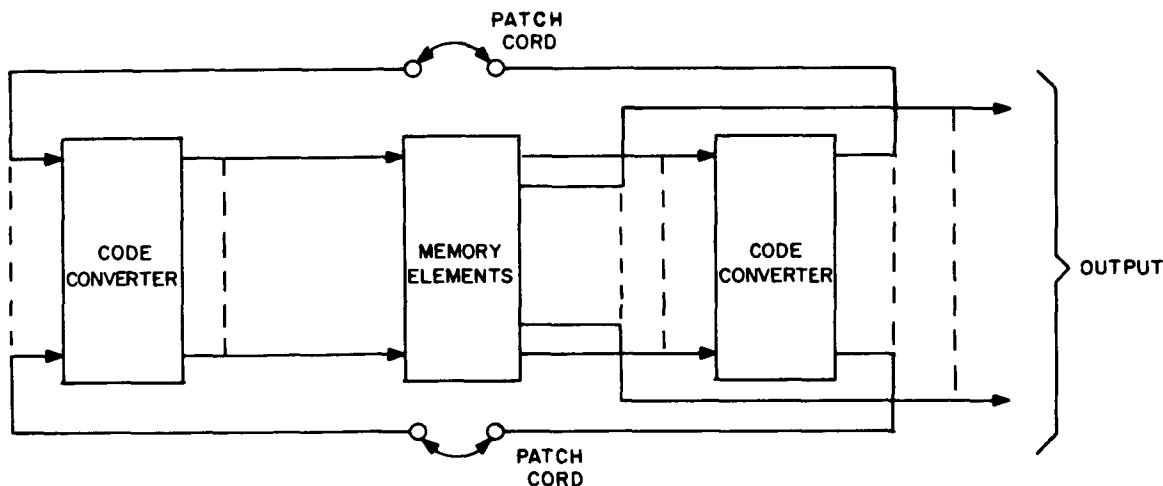 PATCH
CORD
CODE
CONVERTER
MEMORY
ELEMENTS
CODE
CONVERTER
OUTPUT
PATCH
CORD